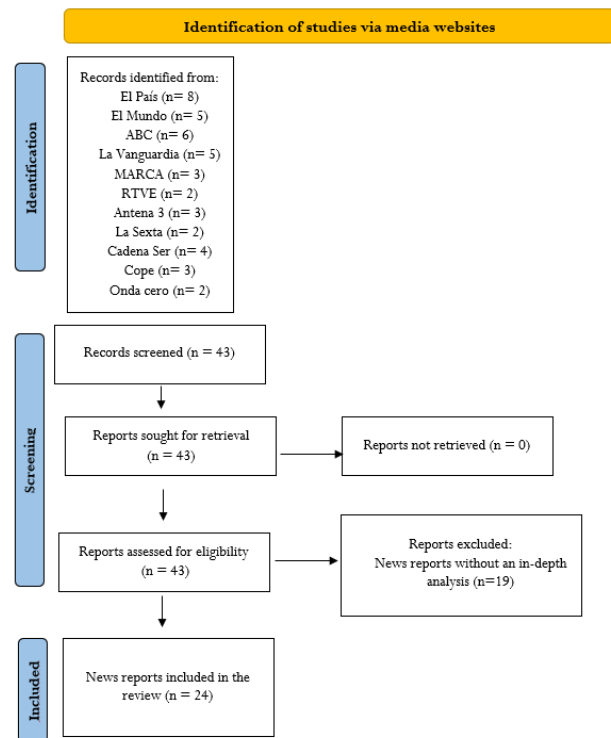 Identification of studies via media websites
Identification
Records identified from:
El País (n= 8)
El Mundo (n= 5)
ABC (n= 6)
La Vanguardia (n= 5)
MARCA (n= 3)
RTVE (n= 2)
Antena 3 (n= 3)
La Sexta (n= 2)
Cadena Ser (n= 4)
Cope (n= 3)
Onda cero (n= 2)
Screening
Records screened (n = 43)
Reports sought for retrieval
(n = 43)
Reports not retrieved (n = 0)
Reports assessed for eligibility
(n = 43)
Reports excluded:
News reports without an in-depth
analysis (n=19)
Included
News reports included in the
review (n = 24)